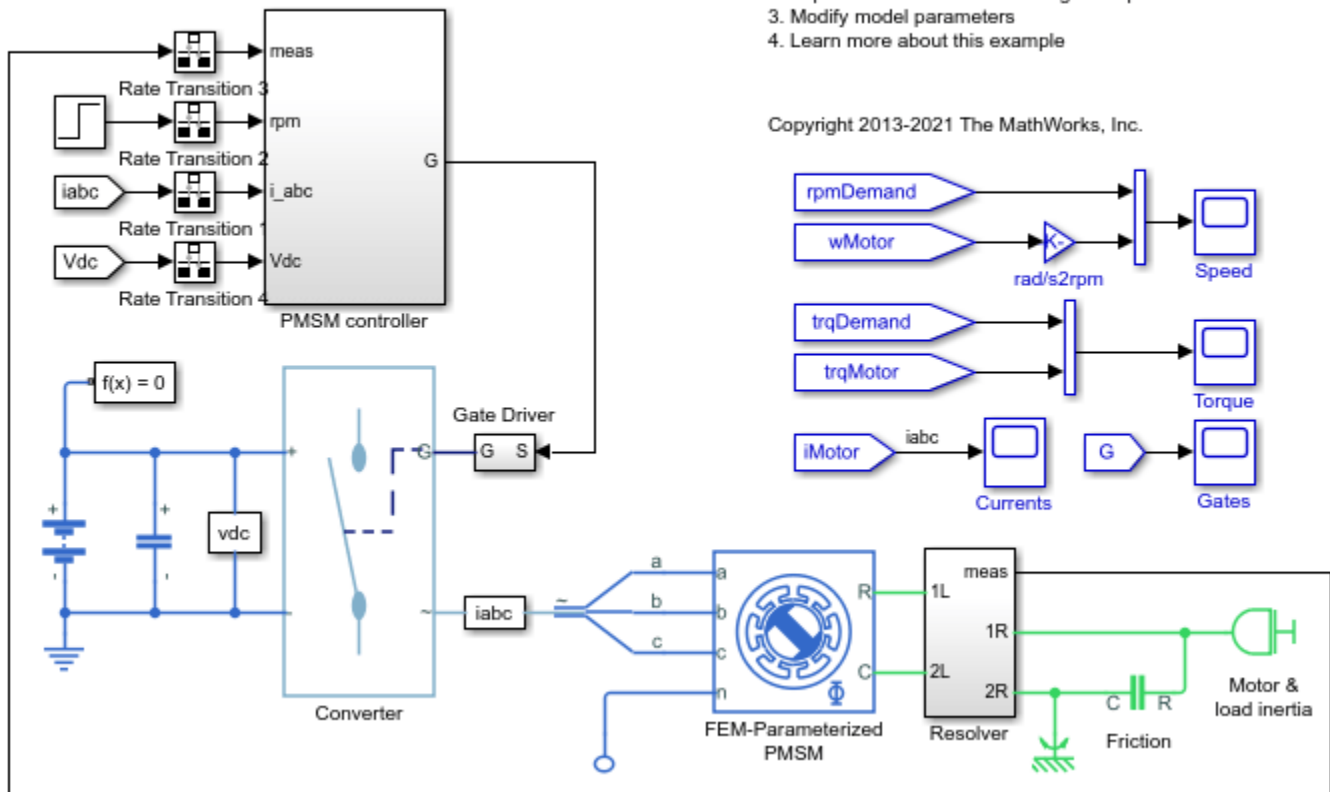 3. Modify model parameters
4. Learn more about this example
Copyright 2013-2021 The MathWorks, Inc.
meas
Rate Transition 3
rpm
Rate Transition 2
iabc
i_abc
Rate Transition 1
Vdc
Vdc
Rate Transition 4
G
PMSM controller
rpmDemand
wMotor
K-
rad/s2rpm
Speed
trqDemand
trqMotor
Torque
iMotor
iabc
Currents
G
Gates
f(x) = 0
Gate Driver
G
G S
+
+
+
vdc
-
-
-
~
Converter
iabc
~
a
b
c
a
b
c
n
R
C
Φ
FEM-Parameterized
PMSM
meas
1L
1R
2L
2R
Resolver
C
R
Friction
Motor &
load inertia